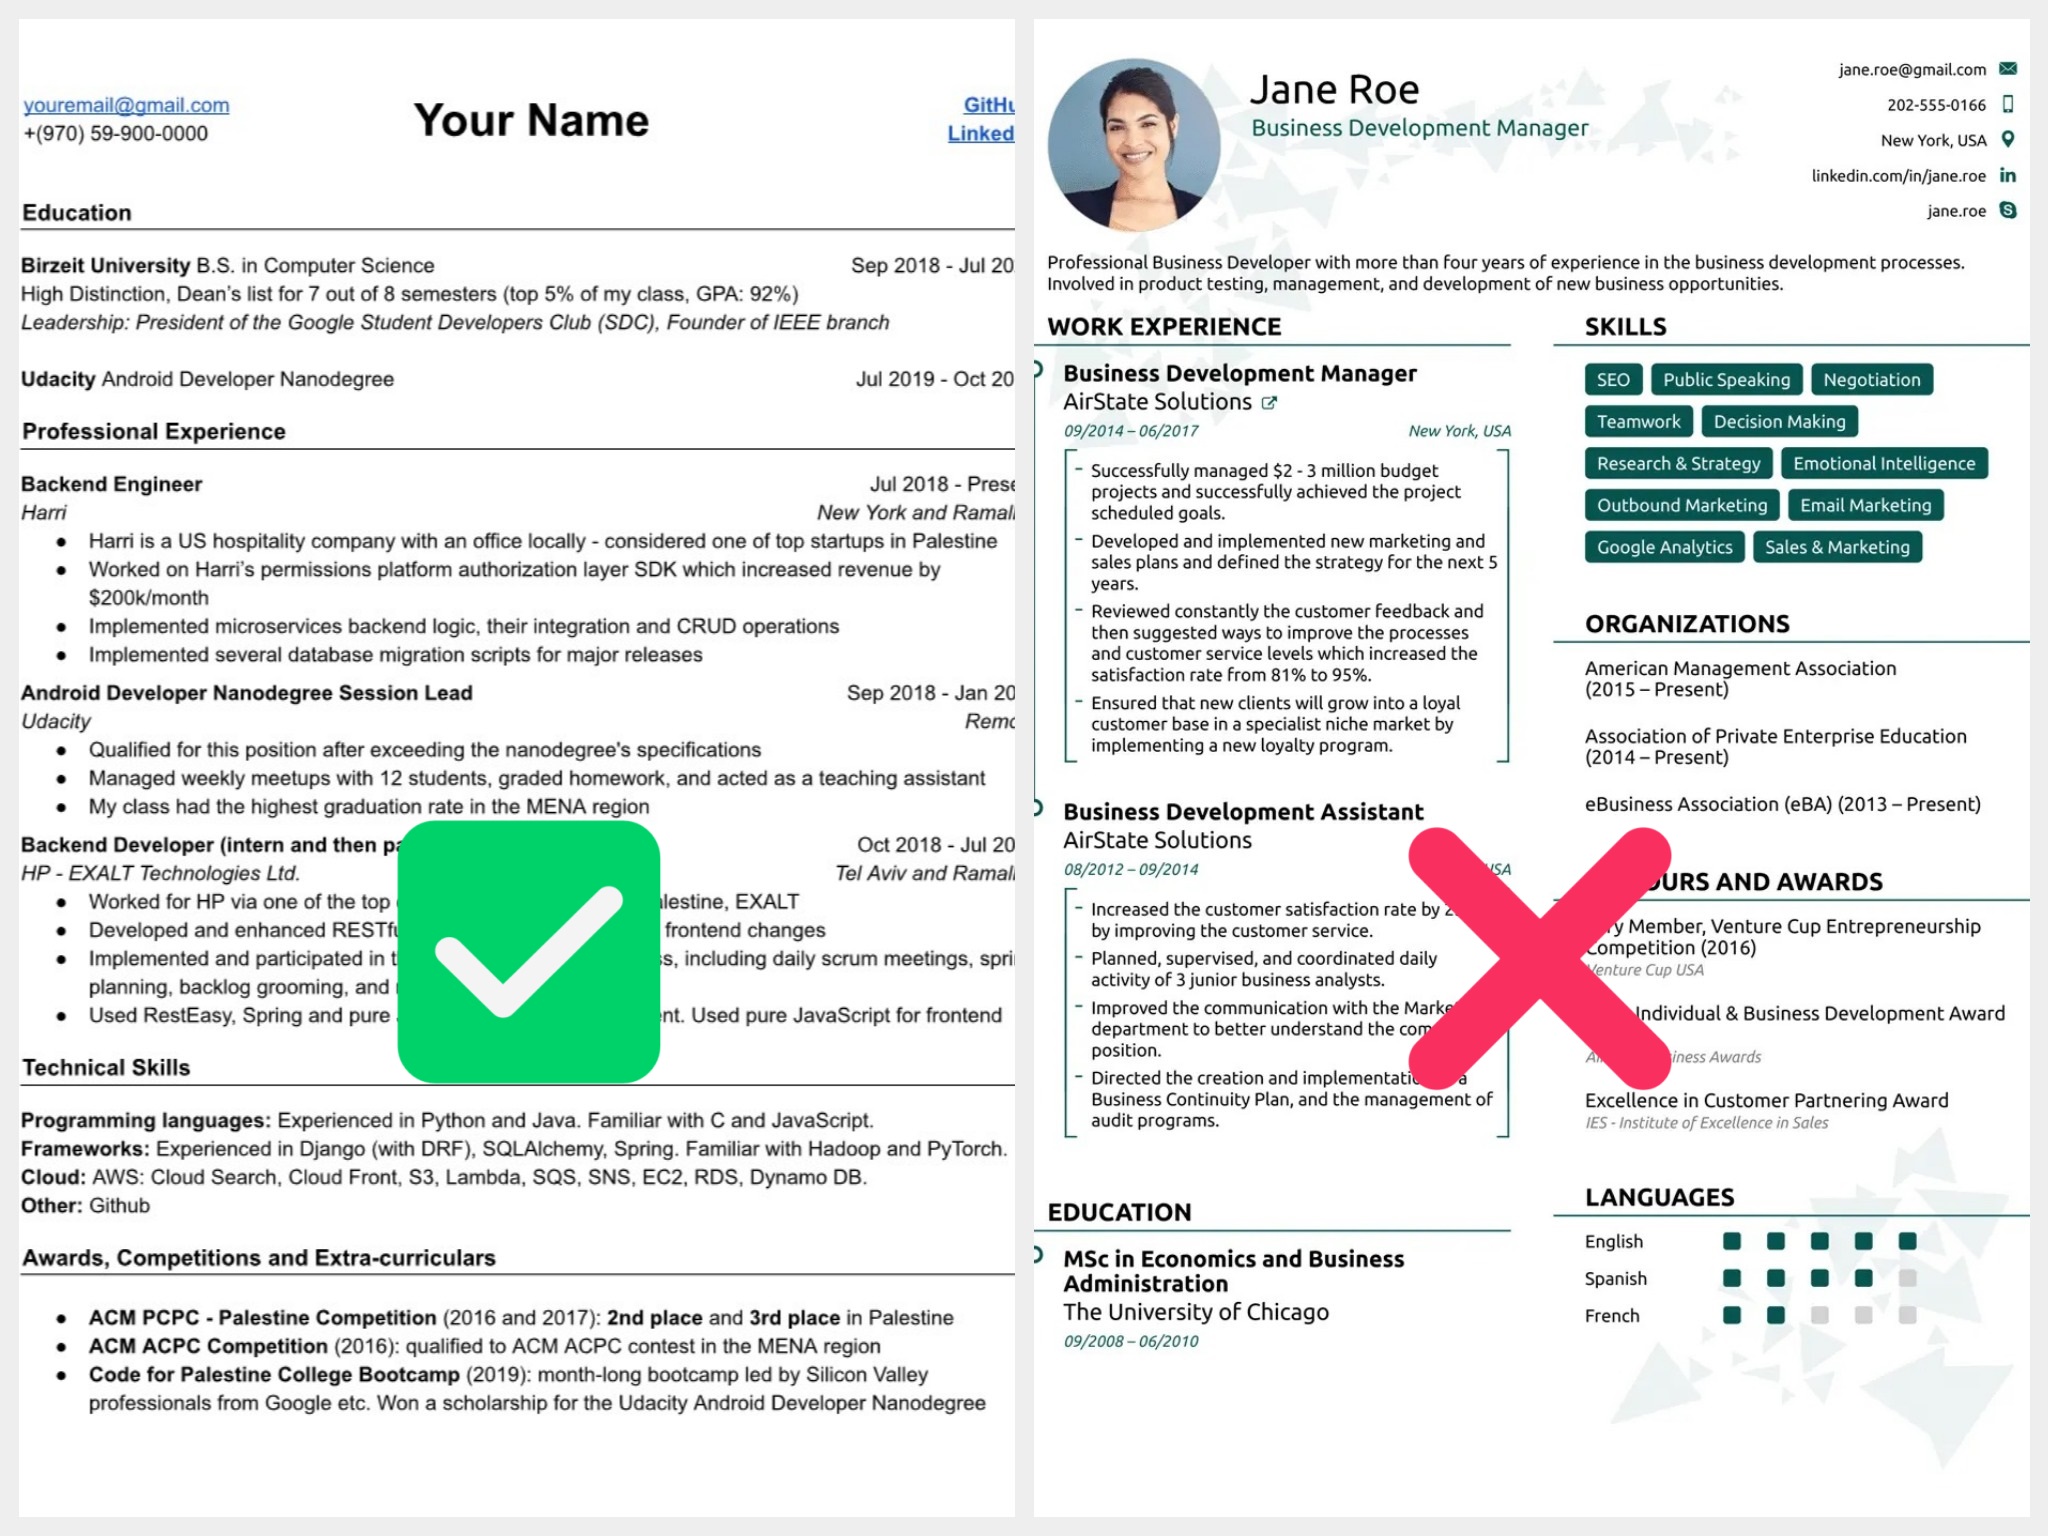 youremail@gmail.com
+(970) 59-900-0000
Your Name
GitHu
Linked
Education
Birzeit University B.S. in Computer Science Sep 2018 - Jul 20
High Distinction, Dean's list for 7 out of 8 semesters (top 5% of my class, GPA: 92%)
Leadership: President of the Google Student Developers Club (SDC), Founder of IEEE branch
Udacity Android Developer Nanodegree Jul 2019 - Oct 20
Professional Experience
Backend Engineer Jul 2018 - Prese
Harri New York and Ramall
● Harri is a US hospitality company with an office locally - considered one of top startups in Palestine
● Worked on Harri's permissions platform authorization layer SDK which increased revenue by
$200k/month
● Implemented microservices backend logic, their integration and CRUD operations
● Implemented several database migration scripts for major releases
Android Developer Nanodegree Session Lead Sep 2018 - Jan 20
Udacity Remo
● Qualified for this position after exceeding the nanodegree's specifications
● Managed weekly meetups with 12 students, graded homework, and acted as a teaching assistant
● My class had the highest graduation rate in the MENA region
Backend Developer (intern and then pa Oct 2018 - Jul 20
HP - EXALT Technologies Ltd. Tel Aviv and Ramall
● Worked for HP via one of the top alestine, EXALT
● Developed and enhanced RESTfu frontend changes
● Implemented and participated in t s, including daily scrum meetings, spri
planning, backlog grooming, and
● Used RestEasy, Spring and pure nt. Used pure JavaScript for frontend
Technical Skills
Programming languages: Experienced in Python and Java. Familiar with C and JavaScript.
Frameworks: Experienced in Django (with DRF), SQLAlchemy, Spring. Familiar with Hadoop and PyTorch.
Cloud: AWS: Cloud Search, Cloud Front, S3, Lambda, SQS, SNS, EC2, RDS, Dynamo DB.
Other: Github
Awards, Competitions and Extra-curriculars
● ACM PCPC - Palestine Competition (2016 and 2017): 2nd place and 3rd place in Palestine
● ACM ACPC Competition (2016): qualified to ACM ACPC contest in the MENA region
● Code for Palestine College Bootcamp (2019): month-long bootcamp led by Silicon Valley
professionals from Google etc. Won a scholarship for the Udacity Android Developer Nanodegree
Jane Roe
Business Development Manager
jane.roe@gmail.com
202-555-0166
New York, USA
linkedin.com/in/jane.roe
jane.roe
Professional Business Developer with more than four years of experience in the business development processes.
Involved in product testing, management, and development of new business opportunities.
WORK EXPERIENCE
Business Development Manager
AirState Solutions
09/2014 – 06/2017 New York, USA
– Successfully managed $2 - 3 million budget
projects and successfully achieved the project
scheduled goals.
– Developed and implemented new marketing and
sales plans and defined the strategy for the next 5
years.
– Reviewed constantly the customer feedback and
then suggested ways to improve the processes
and customer service levels which increased the
satisfaction rate from 81% to 95%.
– Ensured that new clients will grow into a loyal
customer base in a specialist niche market by
implementing a new loyalty program.
Business Development Assistant
AirState Solutions
08/2012 – 09/2014 USA
– Increased the customer satisfaction rate by
by improving the customer service.
– Planned, supervised, and coordinated daily
activity of 3 junior business analysts.
– Improved the communication with the Marke
department to better understand the com
position.
– Directed the creation and implementati a
Business Continuity Plan, and the management of
audit programs.
EDUCATION
MSc in Economics and Business
Administration
The University of Chicago
09/2008 – 06/2010
SKILLS
SEO Public Speaking Negotiation
Teamwork Decision Making
Research & Strategy Emotional Intelligence
Outbound Marketing Email Marketing
Google Analytics Sales & Marketing
ORGANIZATIONS
American Management Association
(2015 – Present)
Association of Private Enterprise Education
(2014 – Present)
eBusiness Association (eBA) (2013 – Present)
OURS AND AWARDS
ry Member, Venture Cup Entrepreneurship
Competition (2016)
Venture Cup USA
Individual & Business Development Award
iness Awards
Excellence in Customer Partnering Award
IES - Institute of Excellence in Sales
LANGUAGES
English
Spanish
French